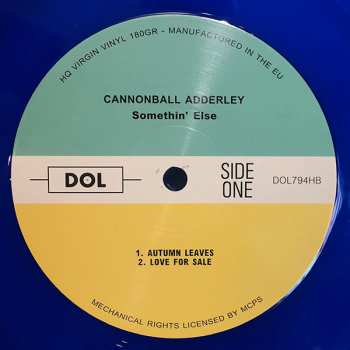 HQ VIRGIN VINYL 180GR - MANUFACTURED IN THE EU
CANNONBALL ADDERLEY
Somethin' Else
DOL
SIDE
ONE
DOL794HB
1. AUTUMN LEAVES
2. LOVE FOR SALE
MECHANICAL RIGHTS LICENSED BY MCPS